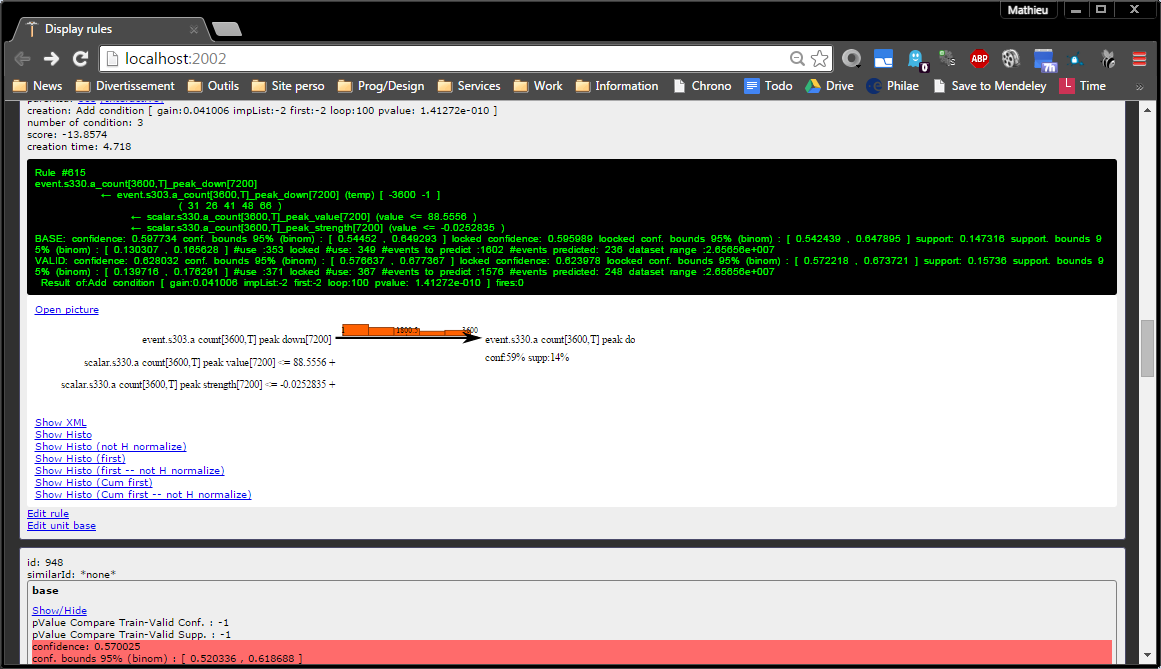 Mathieu
Display rules
localhost:2002
0
ABP
7h
News Divertissement Outils Site perso Prog/Design Services Work Information Chrono Todo Drive Philae Save to Mendeley L Time »
creation: Add condition [ gain:0.041006 impList:-2 first:-2 loop:100 pvalue: 1.41272e-010 ]
number of condition: 3
score: -13.8574
creation time: 4.718
Rule #615
event.s330.a_count[3600,T]_peak_down[7200]
← event.s303.a_count[3600,T]_peak_down[7200] (temp) [ -3600 -1 ]
( 31 26 41 48 66 )
← scalar.s330.a_count[3600,T]_peak_value[7200] (value <= 88.5556 )
← scalar.s330.a_count[3600,T]_peak_strength[7200] (value <= -0.0252835 )
BASE: confidence: 0.597734 conf. bounds 95% (binom) : [ 0.54452 , 0.649293 ] locked confidence: 0.595989 loocked conf. bounds 95% (binom) : [ 0.542439 , 0.647895 ] support: 0.147316 support. bounds 9
5% (binom) : [ 0.130307 , 0.165628 ] #use :353 locked #use: 349 #events to predict :1602 #events predicted: 236 dataset range :2.65656e+007
VALID: confidence: 0.628032 conf. bounds 95% (binom) : [ 0.576637 , 0.677367 ] locked confidence: 0.623978 loocked conf. bounds 95% (binom) : [ 0.572218 , 0.673721 ] support: 0.15736 support. bounds 9
5% (binom) : [ 0.139716 , 0.176291 ] #use :371 locked #use: 367 #events to predict :1576 #events predicted: 248 dataset range :2.65656e+007
Result of:Add condition [ gain:0.041006 impList:-2 first:-2 loop:100 pvalue: 1.41272e-010 ] fires:0
Open picture
1 1800.5 3600
event.s303.a count[3600,T] peak down[7200] event.s330.a count[3600,T] peak do
conf:59% supp:14%
scalar.s330.a count[3600,T] peak value[7200] <= 88.5556 +
scalar.s330.a count[3600,T] peak strength[7200] <= -0.0252835 +
Show XML
Show Histo
Show Histo (not H normalize)
Show Histo (first)
Show Histo (first -- not H normalize)
Show Histo (Cum first)
Show Histo (Cum first -- not H normalize)
Edit rule
Edit unit base
id: 948
similarId: *none*
base
Show/Hide
pValue Compare Train-Valid Conf. : -1
pValue Compare Train-Valid Supp. : -1
confidence: 0.570025
conf. bounds 95% (binom) : [ 0.520336 , 0.618688 ]